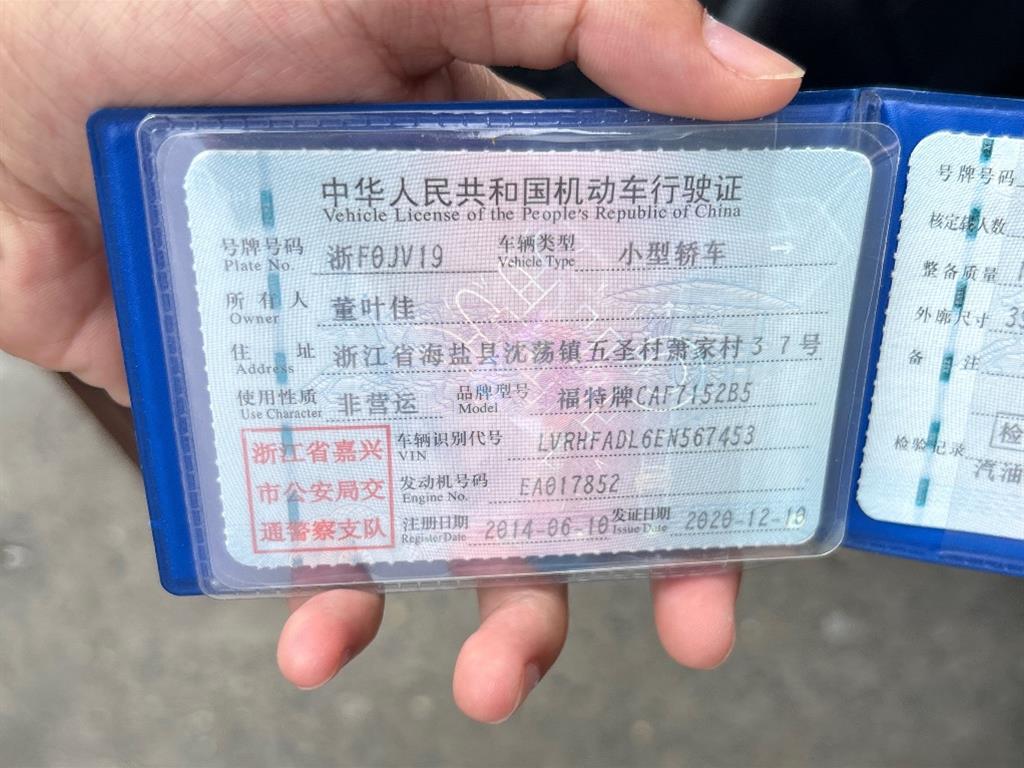 中华人民共和国机动车行驶证
Vehicle License of the People's Republic of China
号牌号码 浙F0JV19 车辆类型 小型轿车
Plate No. Vehicle Type
所有人 董叶佳
Owner
住址 浙江省海盐县沈荡镇五圣村萧家村37号
Address
使用性质 非营运 品牌型号 福特牌CAF7152B5
Use Character Model
浙江省嘉兴
市公安局交
通警察支队
车辆识别代号 LVRHFADL6EN567453
VIN
发动机号码 EA017852
Engine No.
注册日期 2014-06-10 发证日期 2020-12-10
Register Date Issue Date
号牌号码
核定载人数
整备质量
外廓尺寸
备注
检验记录
检
汽油